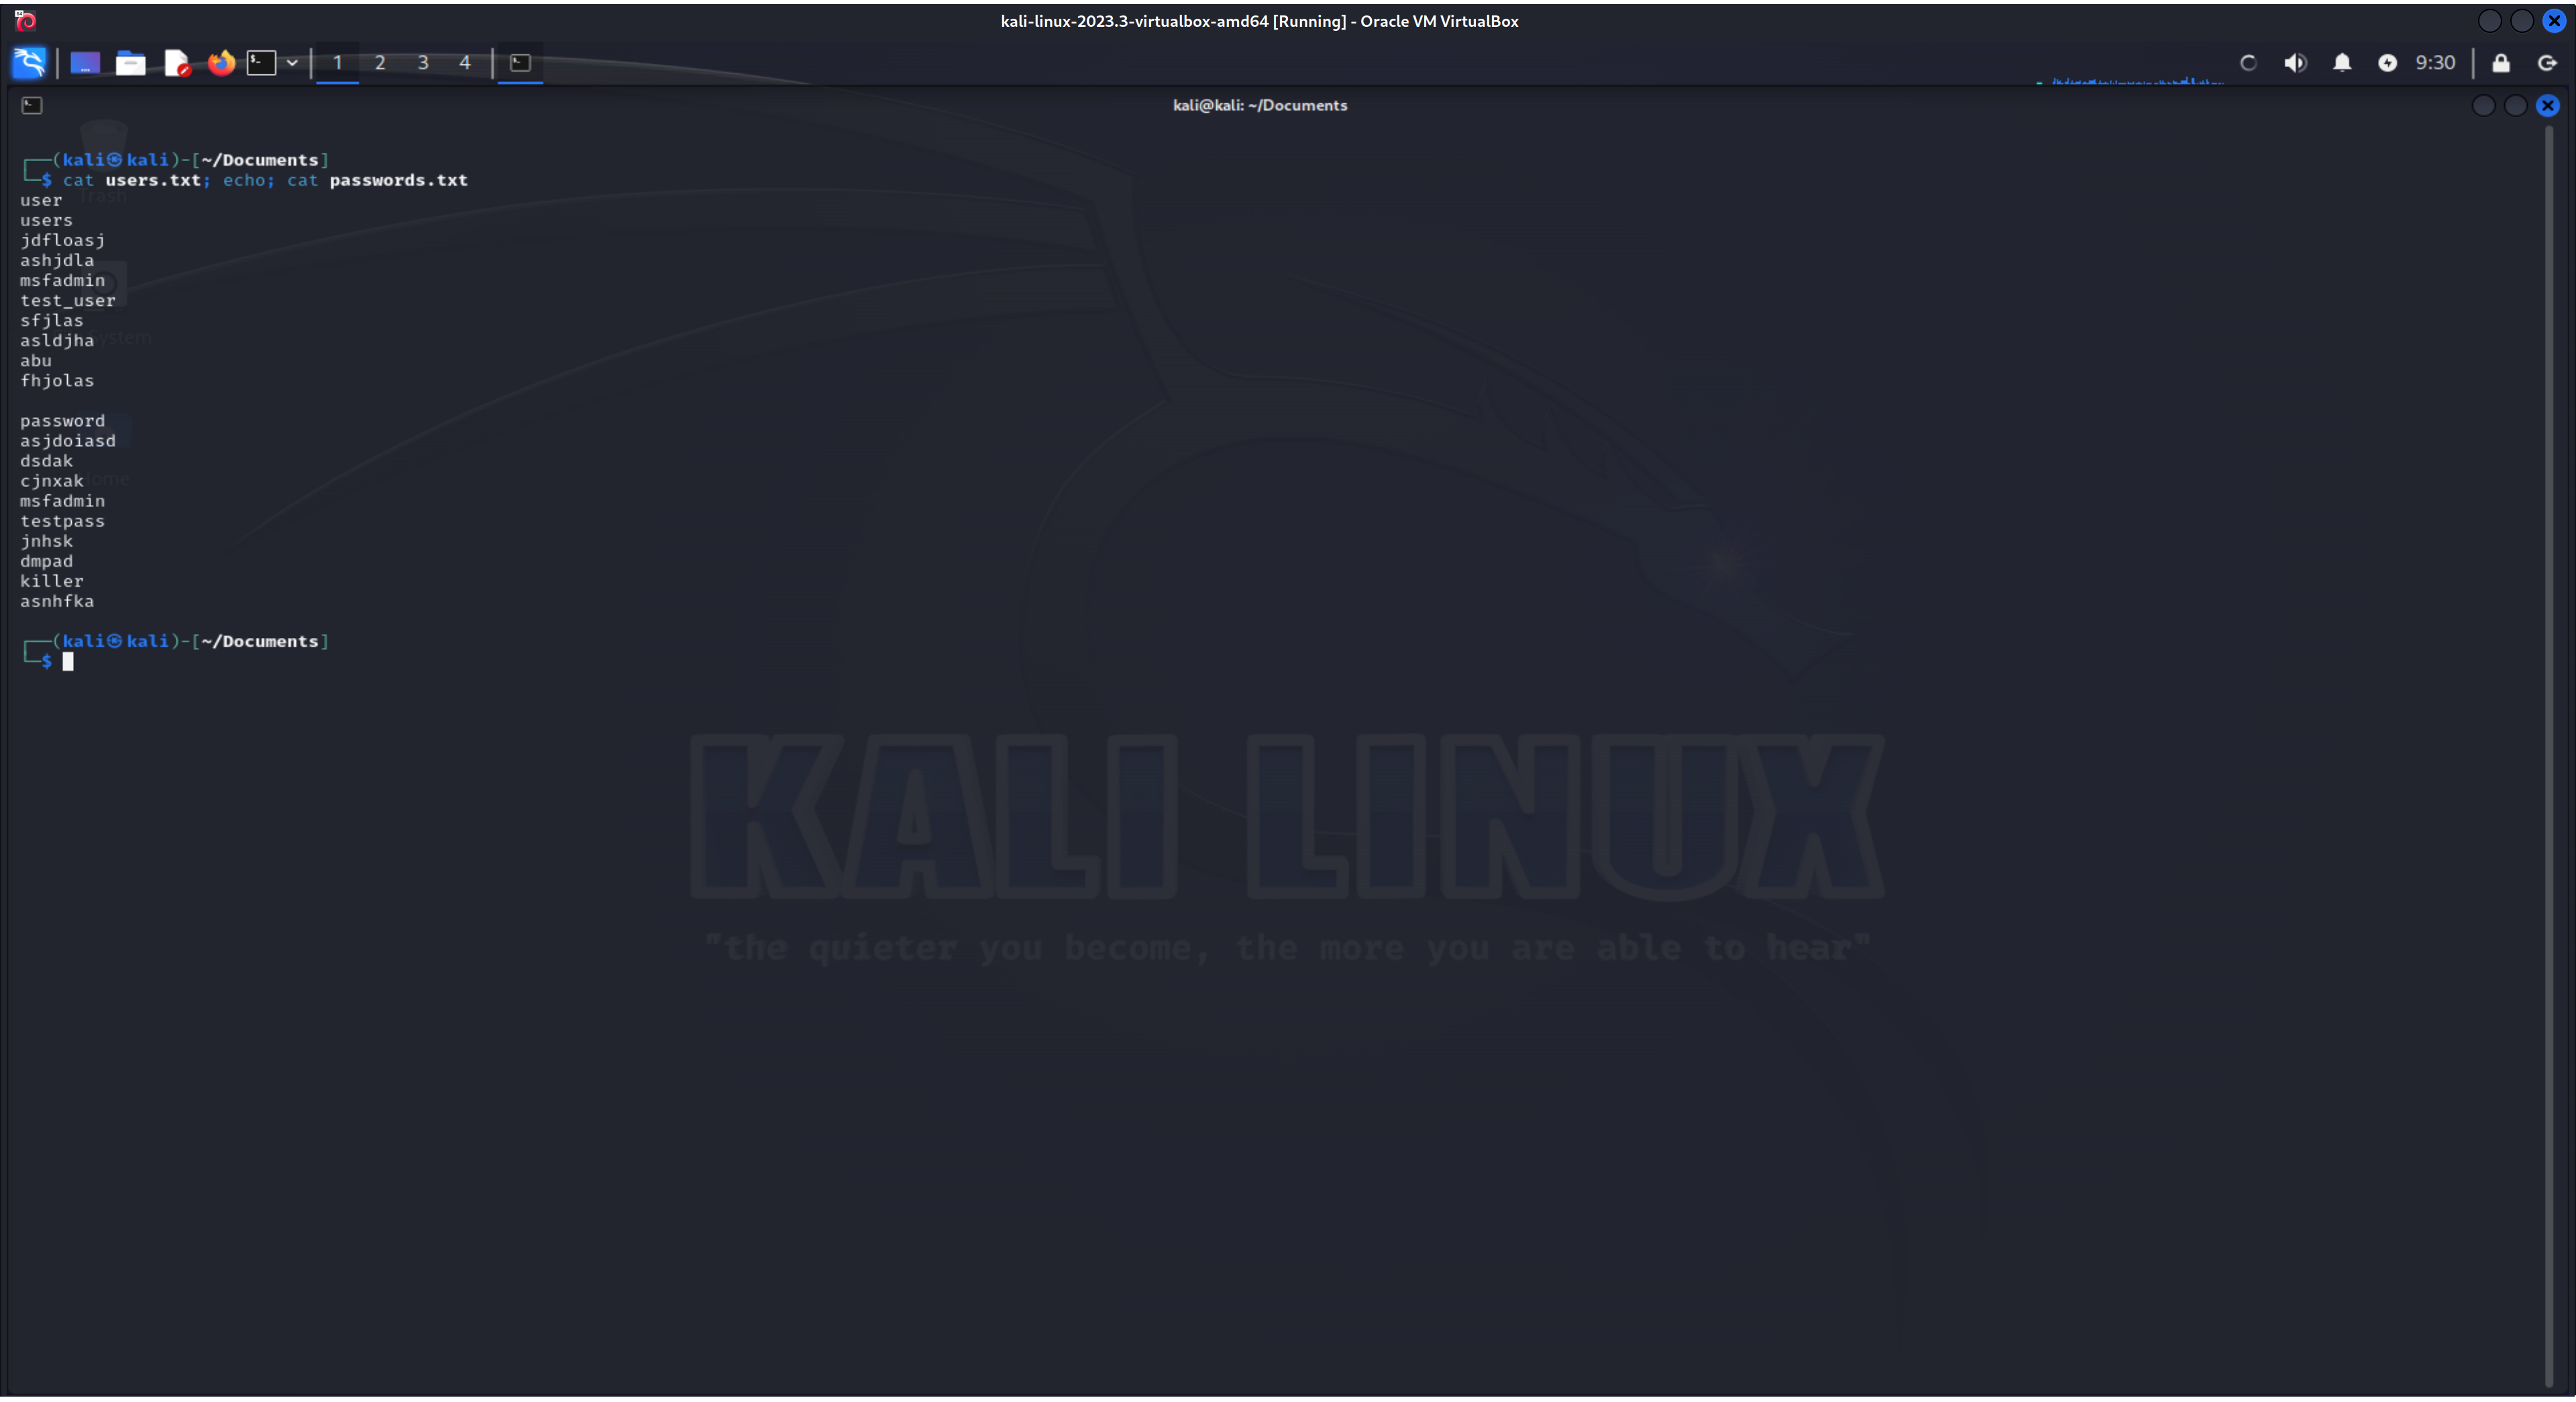 kali-linux-2023.3-virtualbox-amd64 [Running] - Oracle VM VirtualBox
1 2 3 4
9:30
kali@kali: ~/Documents
Trash
┌──(kali㉿kali)-[~/Documents]
└─$ cat users.txt; echo; cat passwords.txt
user
users
jdfloasj
ashjdla
msfadmin
test_user
sfjlas
asldjha
System
abu
fhjolas

password
asjdoiasd
dsdak
cjnxak
Home
msfadmin
testpass
jnhsk
dmpad
killer
asnhfka

┌──(kali㉿kali)-[~/Documents]
└─$
KALI LINUX
"the quieter you become, the more you are able to hear"